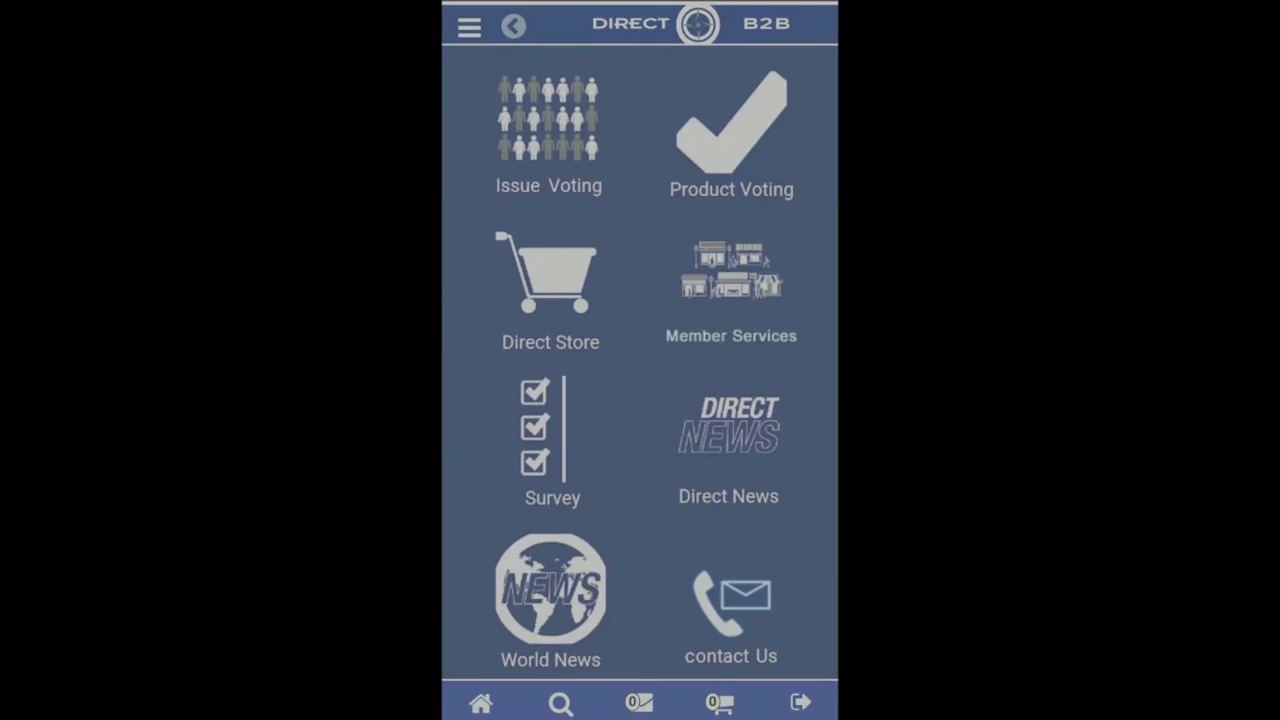 DIRECT B2B
Issue Voting
Product Voting
Direct Store
Member Services
Survey
DIRECT
NEWS
Direct News
NEWS
World News
contact Us
0
0